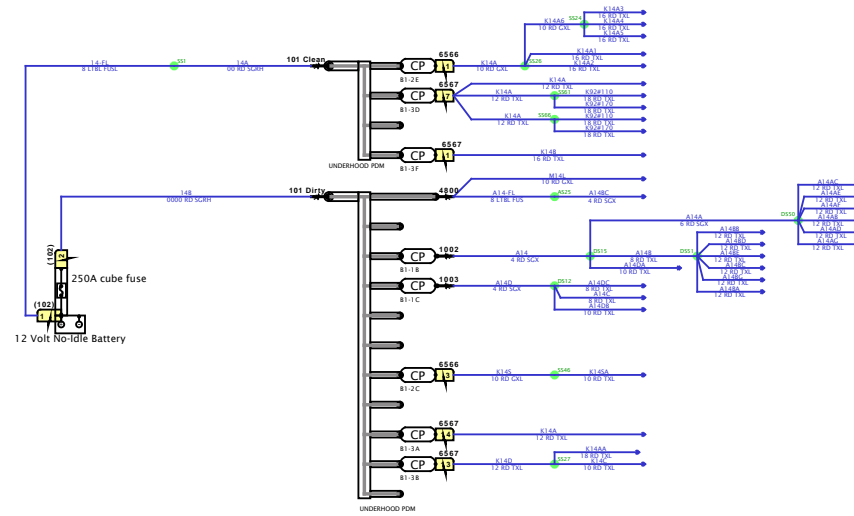 K14A3
16 RD TXL
SS24
K14A6
10 RD GXL
K14A4
16 RD TXL
K14A5
16 RD TXL
14-FL
8 LTBL FUSL
SS1
14A
00 RD SGRH
101 Clean
CP
B1-2E
6566
1
K14A
10 RD GXL
SS26
K14A1
16 RD TXL
K14A2
16 RD TXL
CP
B1-3D
6567
7
K14A
12 RD TXL
K14A
12 RD TXL
SS61
K92#110
18 RD TXL
K92#170
18 RD TXL
K14A
12 RD TXL
K92#110
18 RD TXL
K92#170
18 RD TXL
CP
B1-3F
6567
1
K14B
16 RD TXL
UNDERHOOD PDM
14B
0000 RD SGRH
101 Dirty
4800
M14L
10 RD GXL
A14-FL
8 LTBL FUS
AS25
A14BC
4 RD SGX
CP
B1-1B
1002
A14
4 RD SGX
DS15
A14A
6 RD SGX
DS50
A14AC
12 RD TXL
A14AE
12 RD TXL
A14AF
12 RD TXL
A14AB
12 RD TXL
A14AD
12 RD TXL
A14AG
12 RD TXL
A14B
8 RD TXL
A14DA
10 RD TXL
DS51
A14BB
12 RD TXL
A14BD
12 RD TXL
A14BE
12 RD TXL
A14BC
12 RD TXL
A14BG
12 RD TXL
A14BA
12 RD TXL
CP
B1-1C
1003
A14D
4 RD SGX
DS12
A14DC
8 RD TXL
A14C
8 RD TXL
A14DB
10 RD TXL
(102)
2
250A cube fuse
(102)
1
12 Volt No-Idle Battery
CP
B1-2C
6566
3
K14S
10 RD GXL
SS46
K14SA
10 RD GXL
CP
B1-3A
6567
4
K14A
12 RD TXL
CP
B1-3B
6567
3
K14D
12 RD TXL
SS27
K14AA
18 RD TXL
K14C
10 RD TXL
UNDERHOOD PDM